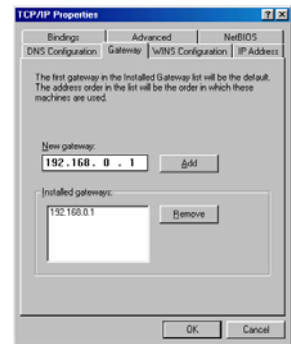 TCP/IP Properties
Bindings Advanced NetBIOS
DNS Configuration Gateway WINS Configuration IP Address
The first gateway in the Installed Gateway list will be the default.
The address order in the list will be the order in which these
machines are used.
New gateway:
192.168. 0 . 1
Add
Installed gateways:
192.168.0.1
Remove
OK Cancel